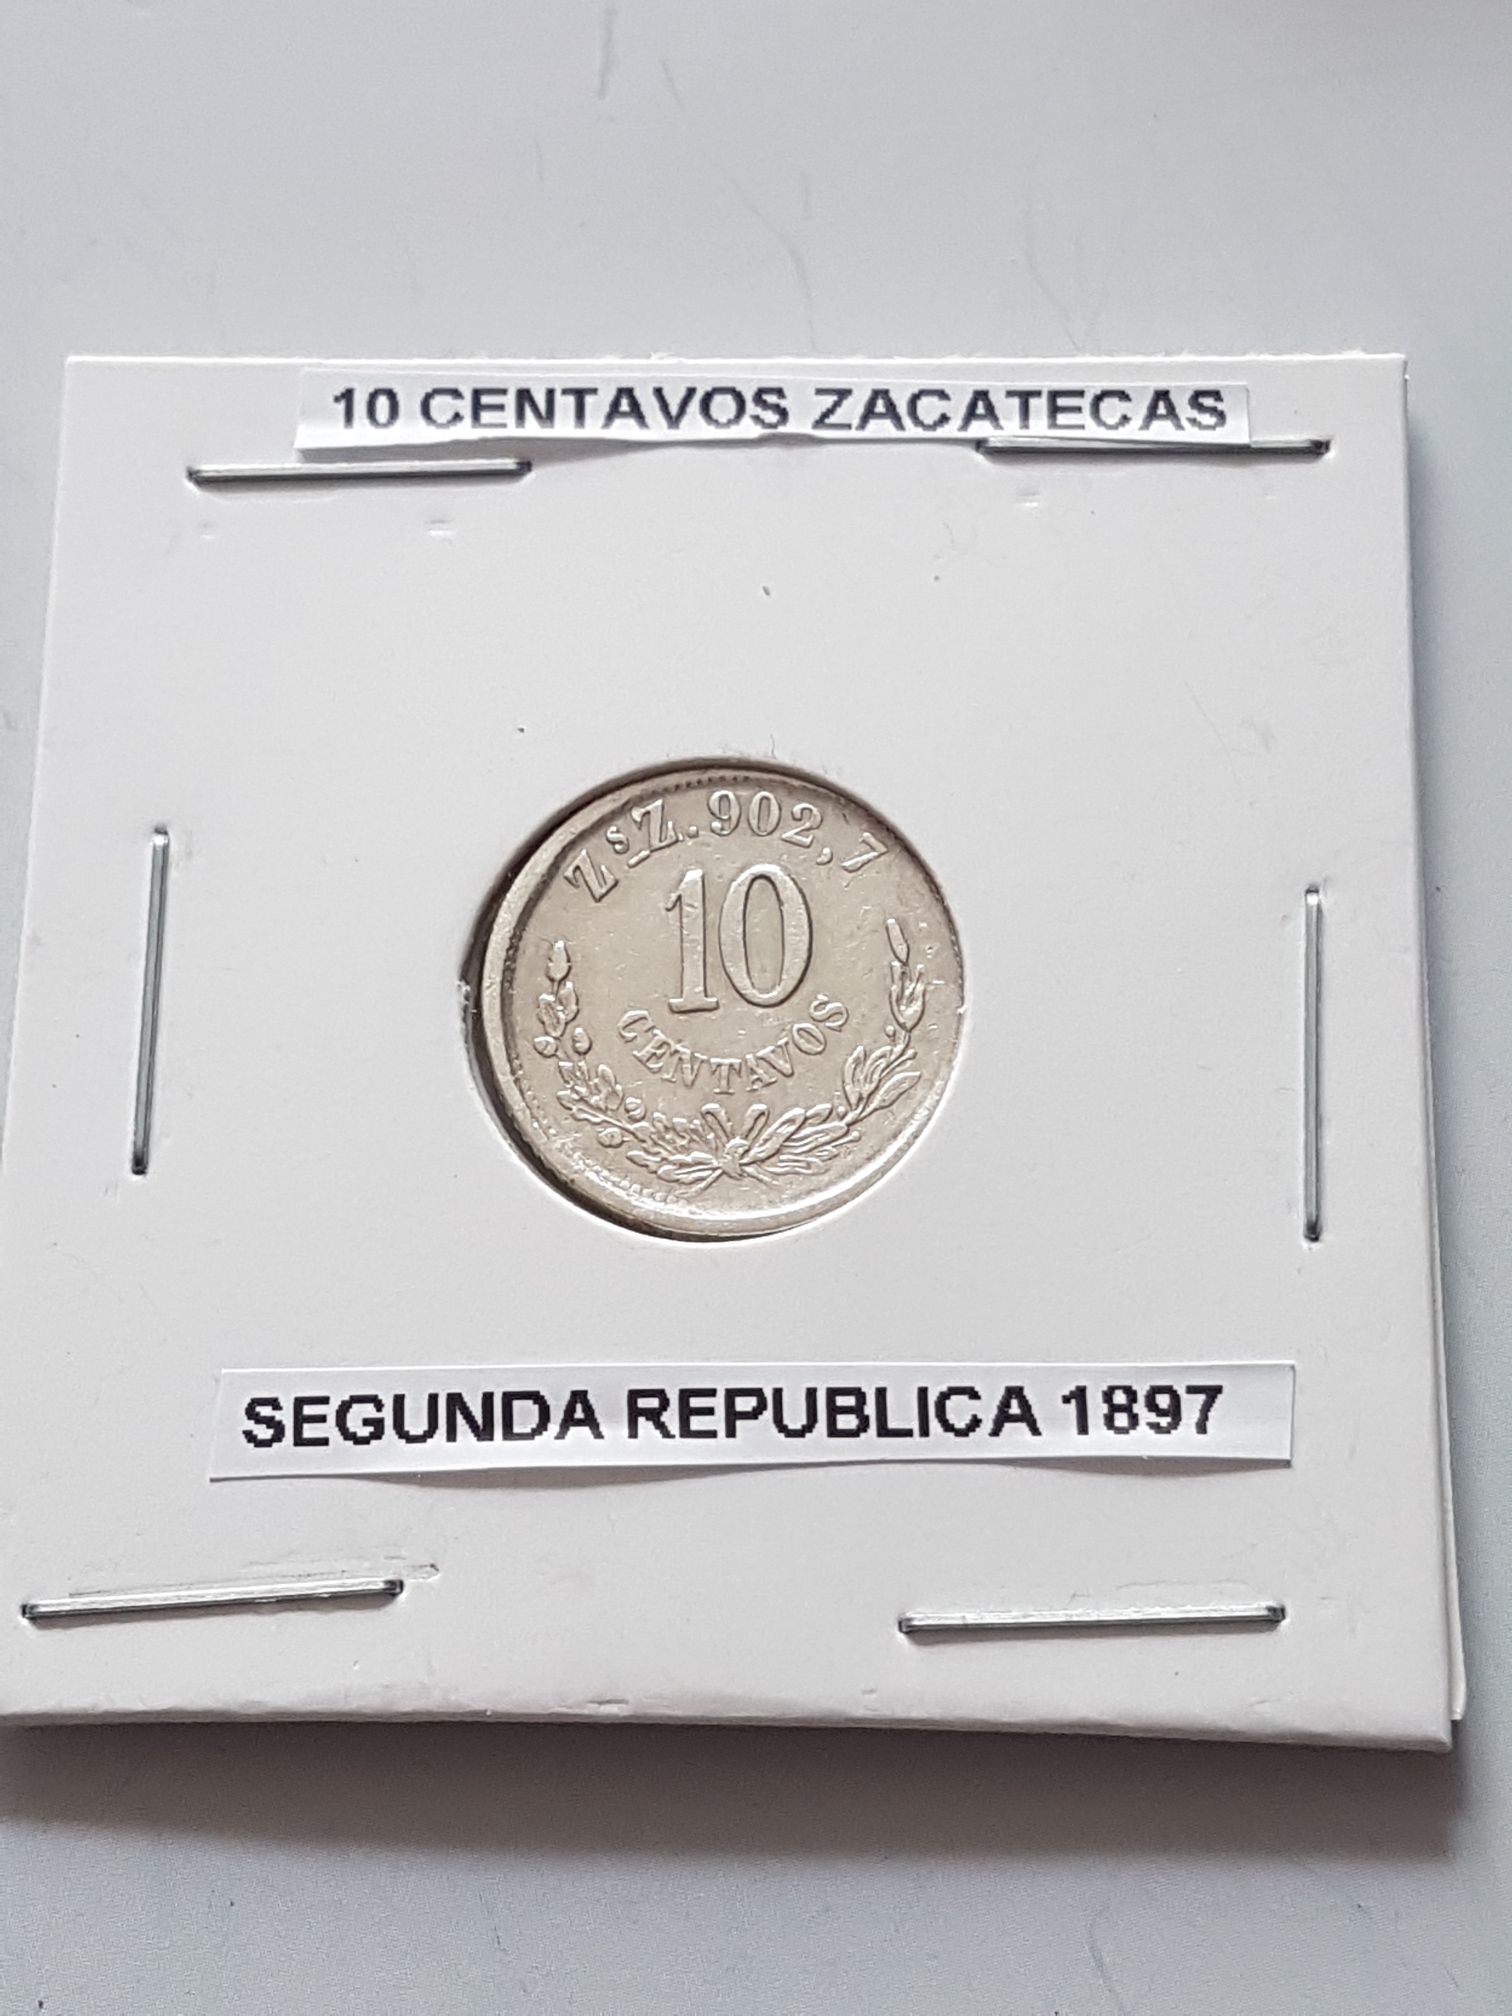 10 CENTAVOS ZACATECAS
Zs Z. 902,7
10
CENTAVOS
SEGUNDA REPUBLICA 1897